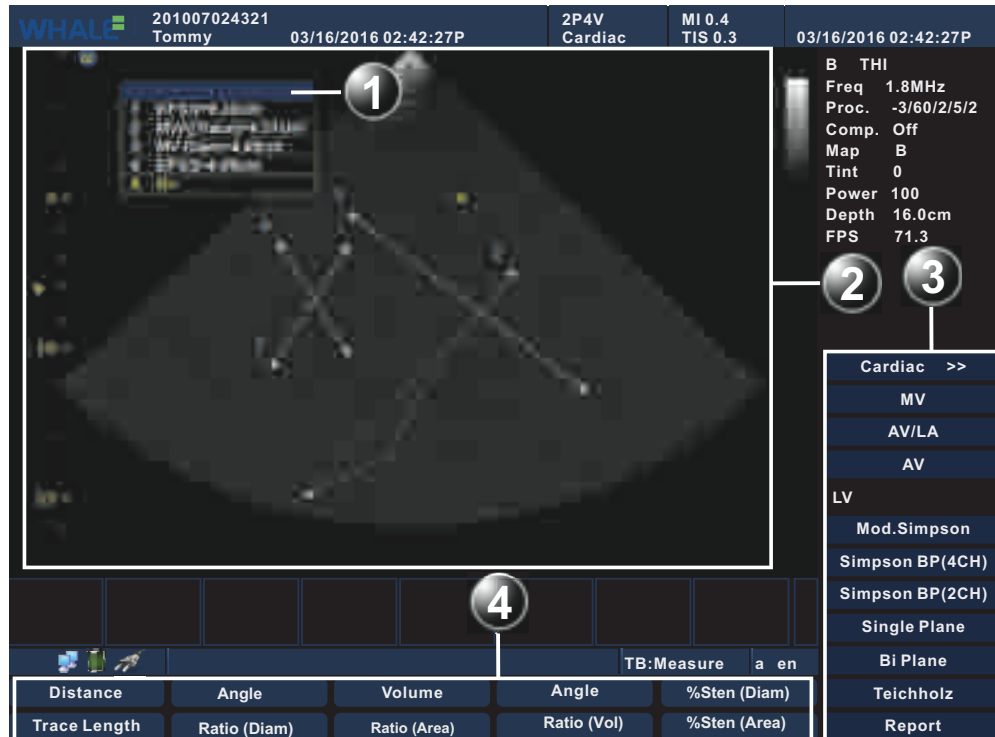 WHALE
201007024321
Tommy 03/16/2016 02:42:27P
2P4V
Cardiac
MI 0.4
TIS 0.3
03/16/2016 02:42:27P
1
B THI
Freq 1.8MHz
Proc. -3/60/2/5/2
Comp. Off
Map B
Tint 0
Power 100
Depth 16.0cm
FPS 71.3
2
3
Cardiac >>
MV
AV/LA
AV
LV
Mod.Simpson
Simpson BP(4CH)
Simpson BP(2CH)
Single Plane
Bi Plane
Teichholz
Report
4
TB:Measure a en
Distance Angle Volume Angle %Sten (Diam)
Trace Length Ratio (Diam) Ratio (Area) Ratio (Vol) %Sten (Area)